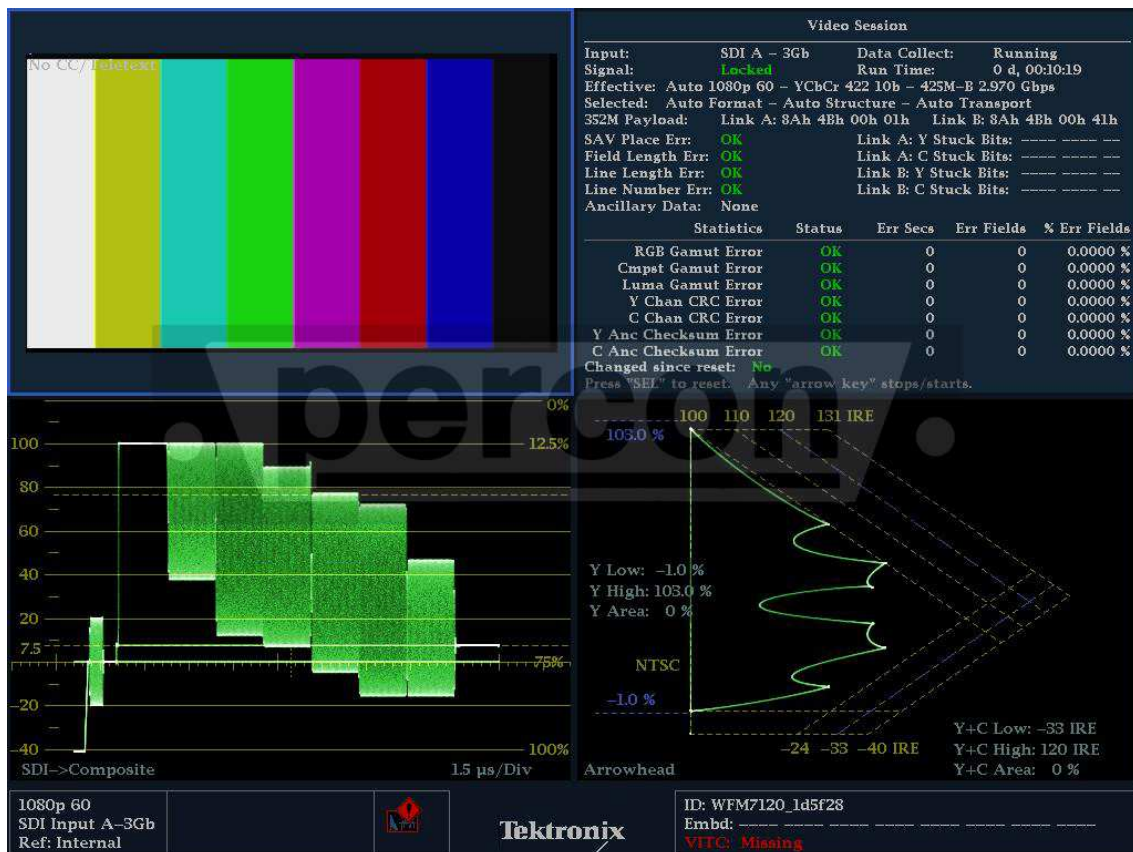 No CC/Teletext
Video Session
Input: SDI A – 3Gb Data Collect: Running
Signal: Locked Run Time: 0 d, 00:10:19
Effective: Auto 1080p 60 – YCbCr 422 10b – 425M–B 2.970 Gbps
Selected: Auto Format – Auto Structure – Auto Transport
352M Payload: Link A: 8Ah 4Bh 00h 01h Link B: 8Ah 4Bh 00h 41h
SAV Place Err: OK Link A: Y Stuck Bits: –––– –––– ––
Field Length Err: OK Link A: C Stuck Bits: –––– –––– ––
Line Length Err: OK Link B: Y Stuck Bits: –––– –––– ––
Line Number Err: OK Link B: C Stuck Bits: –––– –––– ––
Ancillary Data: None
Statistics Status Err Secs Err Fields % Err Fields
RGB Gamut Error OK 0 0 0.0000 %
Cmpst Gamut Error OK 0 0 0.0000 %
Luma Gamut Error OK 0 0 0.0000 %
Y Chan CRC Error OK 0 0 0.0000 %
C Chan CRC Error OK 0 0 0.0000 %
Y Anc Checksum Error OK 0 0 0.0000 %
C Anc Checksum Error OK 0 0 0.0000 %
Changed since reset: No
Press "SEL" to reset. Any "arrow key" stops/starts.
percon
0%
100 12.5%
80
60
40
20
7.5 75%
–20
–40 100%
SDI–>Composite 1.5 µs/Div
100 110 120 131 IRE
103.0 %
Y Low: –1.0 %
Y High: 103.0 %
Y Area: 0 %
NTSC
–1.0 %
–24 –33 –40 IRE
Y+C Low: –33 IRE
Y+C High: 120 IRE
Y+C Area: 0 %
Arrowhead
1080p 60
SDI Input A–3Gb
Ref: Internal
Tektronix
ID: WFM7120_1d5f28
Embd: –––– –––– –––– –––– –––– –––– –––– ––––
VITC: Missing